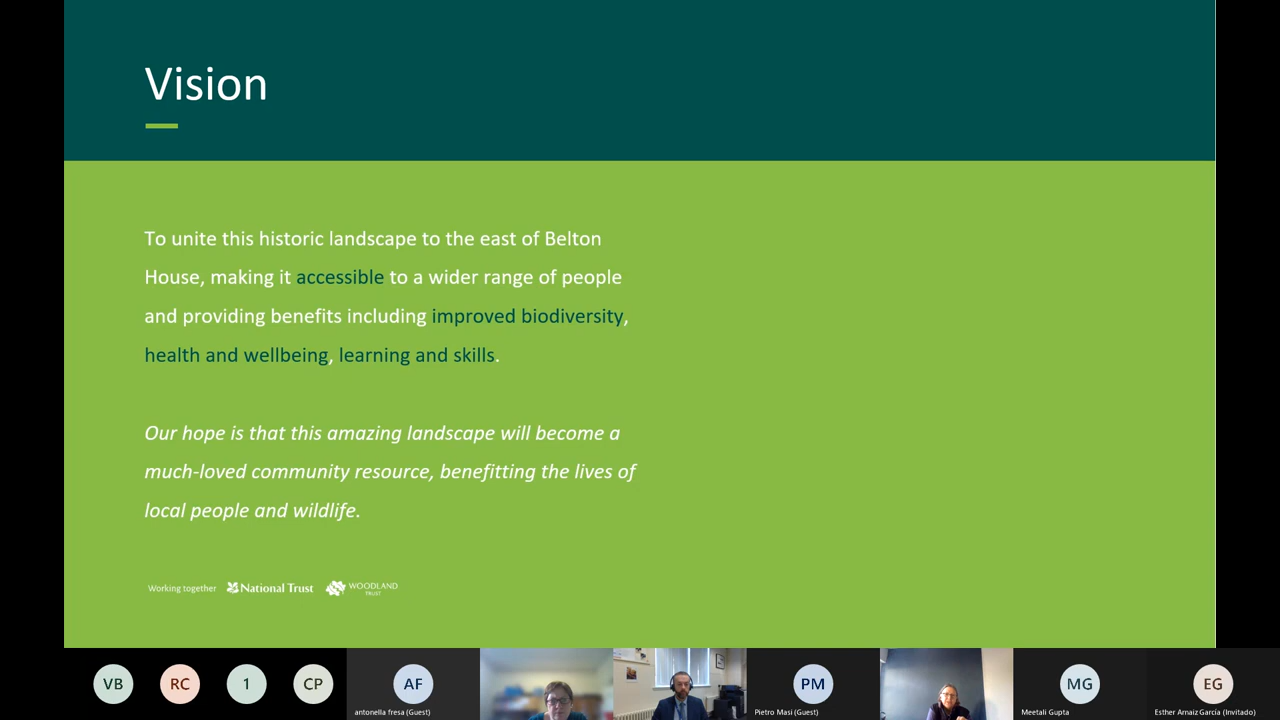 Vision
To unite this historic landscape to the east of Belton
House, making it accessible to a wider range of people
and providing benefits including improved biodiversity,
health and wellbeing, learning and skills.
Our hope is that this amazing landscape will become a
much-loved community resource, benefitting the lives of
local people and wildlife.
Working together
National Trust
WOODLAND
TRUST
VB
RC
1
CP
AF
antonella fresa (Guest)
PM
Pietro Masi (Guest)
MG
Meetali Gupta
EG
Esther Arnaiz Garcia (Invitado)